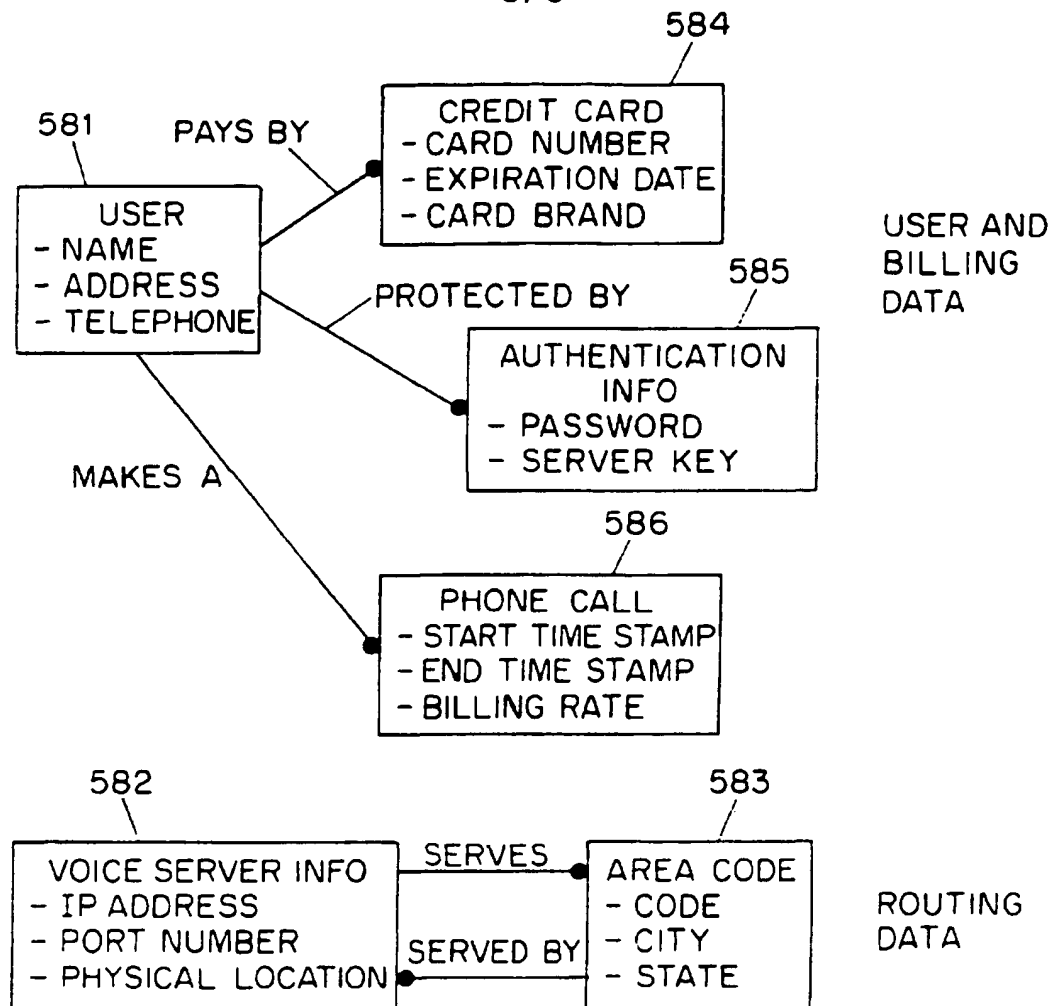 584
581
PAYS BY
CREDIT CARD
- CARD NUMBER
- EXPIRATION DATE
- CARD BRAND
USER
- NAME
- ADDRESS
- TELEPHONE
USER AND
BILLING
DATA
585
PROTECTED BY
AUTHENTICATION
INFO
- PASSWORD
- SERVER KEY
MAKES A
586
PHONE CALL
- START TIME STAMP
- END TIME STAMP
- BILLING RATE
582
583
VOICE SERVER INFO
- IP ADDRESS
- PORT NUMBER
- PHYSICAL LOCATION
SERVES
SERVED BY
AREA CODE
- CODE
- CITY
- STATE
ROUTING
DATA